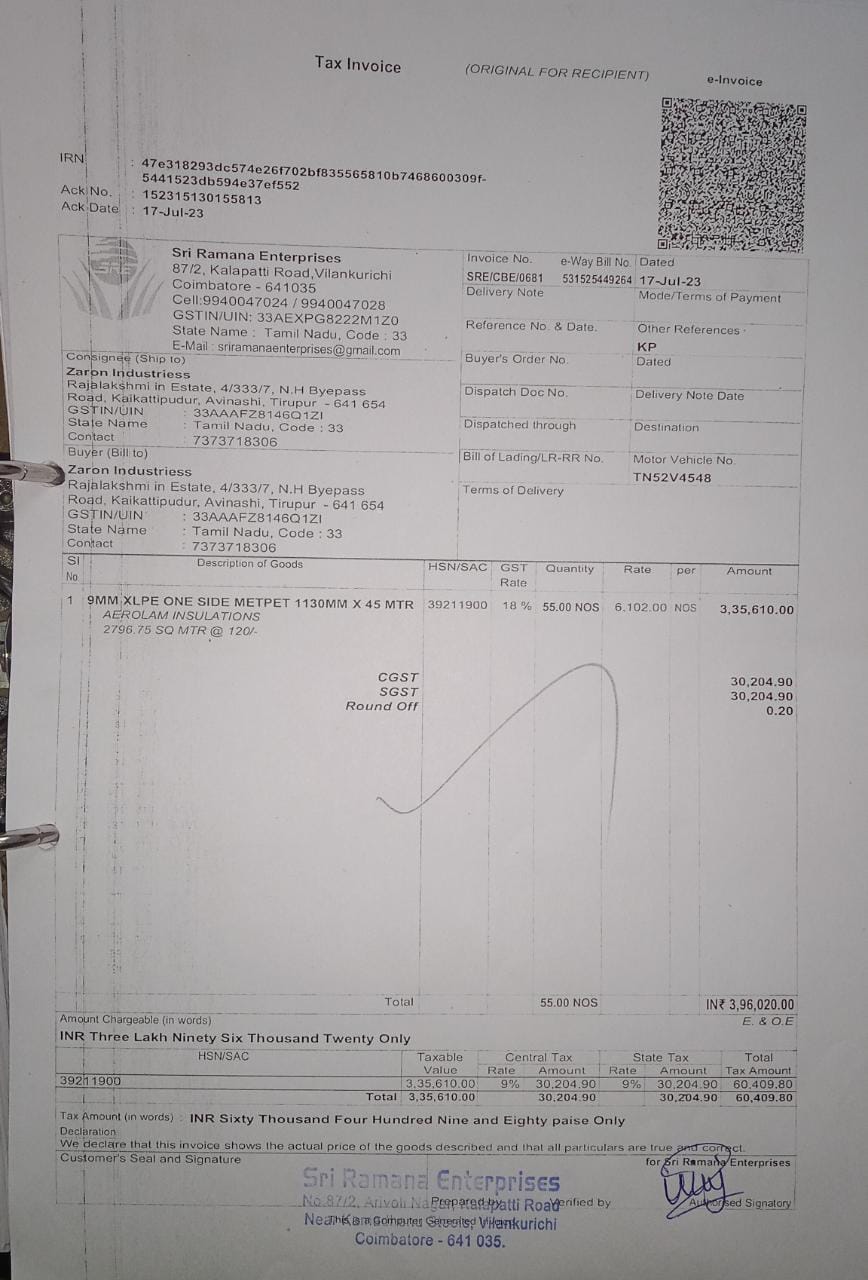 Tax Invoice
(ORIGINAL FOR RECIPIENT)
e-Invoice
IRN : 47e318293dc574e26f702bf835565810b7468600309f-
5441523db594e37ef552
Ack No. : 152315130155813
Ack Date : 17-Jul-23
SRE
Sri Ramana Enterprises
87/2, Kalapatti Road,Vilankurichi
Coimbatore - 641035
Cell:9940047024 / 9940047028
GSTIN/UIN: 33AEXPG8222M1Z0
State Name : Tamil Nadu, Code : 33
E-Mail : sriramanaenterprises@gmail.com
Invoice No. e-Way Bill No. Dated
SRE/CBE/0681 531525449264 17-Jul-23
Delivery Note Mode/Terms of Payment
Reference No. & Date. Other References
KP
Buyer's Order No. Dated
Dispatch Doc No. Delivery Note Date
Dispatched through Destination
Bill of Lading/LR-RR No. Motor Vehicle No.
TN52V4548
Terms of Delivery
Consignee (Ship to)
Zaron Industriess
Rajalakshmi in Estate, 4/333/7, N.H Byepass
Road, Kaikattipudur, Avinashi, Tirupur - 641 654
GSTIN/UIN : 33AAAFZ8146Q1ZI
State Name : Tamil Nadu, Code : 33
Contact : 7373718306
Buyer (Bill to)
Zaron Industriess
Rajalakshmi in Estate, 4/333/7, N.H Byepass
Road, Kaikattipudur, Avinashi, Tirupur - 641 654
GSTIN/UIN : 33AAAFZ8146Q1ZI
State Name : Tamil Nadu, Code : 33
Contact : 7373718306
Sl Description of Goods HSN/SAC GST Quantity Rate per Amount
No. Rate
1 9MM XLPE ONE SIDE METPET 1130MM X 45 MTR 39211900 18 % 55.00 NOS 6,102.00 NOS 3,35,610.00
AEROLAM INSULATIONS
2796.75 SQ MTR @ 120/-
CGST 30,204.90
SGST 30,204.90
Round Off 0.20
Total 55.00 NOS IN₹ 3,96,020.00
Amount Chargeable (in words) E. & O.E
INR Three Lakh Ninety Six Thousand Twenty Only
HSN/SAC Taxable Central Tax State Tax Total
Value Rate Amount Rate Amount Tax Amount
39211900 3,35,610.00 9% 30,204.90 9% 30,204.90 60,409.80
Total 3,35,610.00 30,204.90 30,204.90 60,409.80
Tax Amount (in words) : INR Sixty Thousand Four Hundred Nine and Eighty paise Only
Declaration
We declare that this invoice shows the actual price of the goods described and that all particulars are true and correct.
Customer's Seal and Signature for Sri Ramana Enterprises
Sri Ramana Enterprises
No.87/2, Arivoli Nagar, Kalapatti Road
Prepared by Verified by Authorised Signatory
Vilankurichi
This is a Computer Generated Invoice
Coimbatore - 641 035.